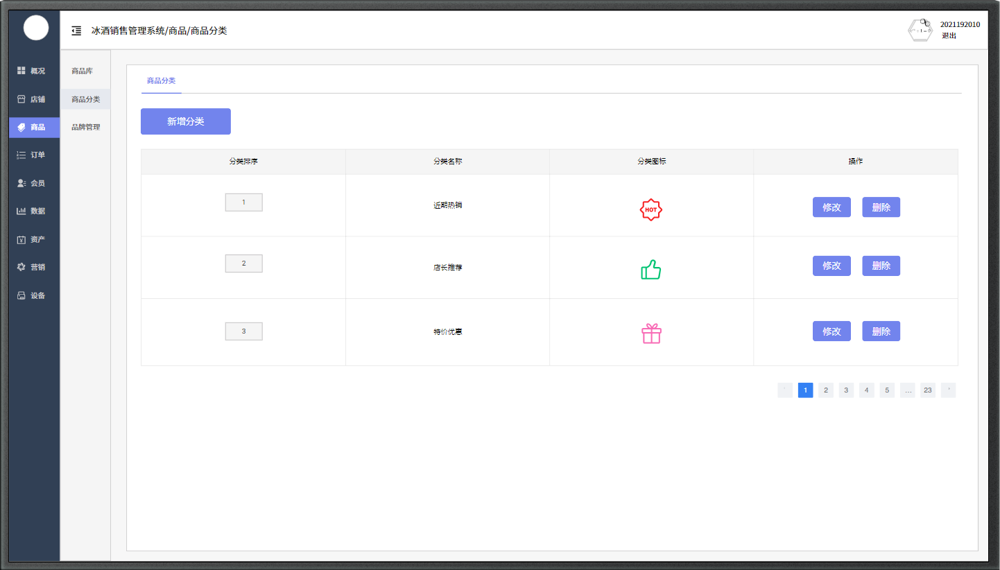 冰酒销售管理系统/商品/商品分类
2021192010
退出
概况
店铺
商品
订单
会员
数据
资产
营销
设备
商品库
商品分类
品牌管理
商品分类
新增分类
分类排序 分类名称 分类图标 操作
1 近期热销 HOT 修改 删除
2 店长推荐 修改 删除
3 特价优惠 修改 删除
1 2 3 4 5 ... 23